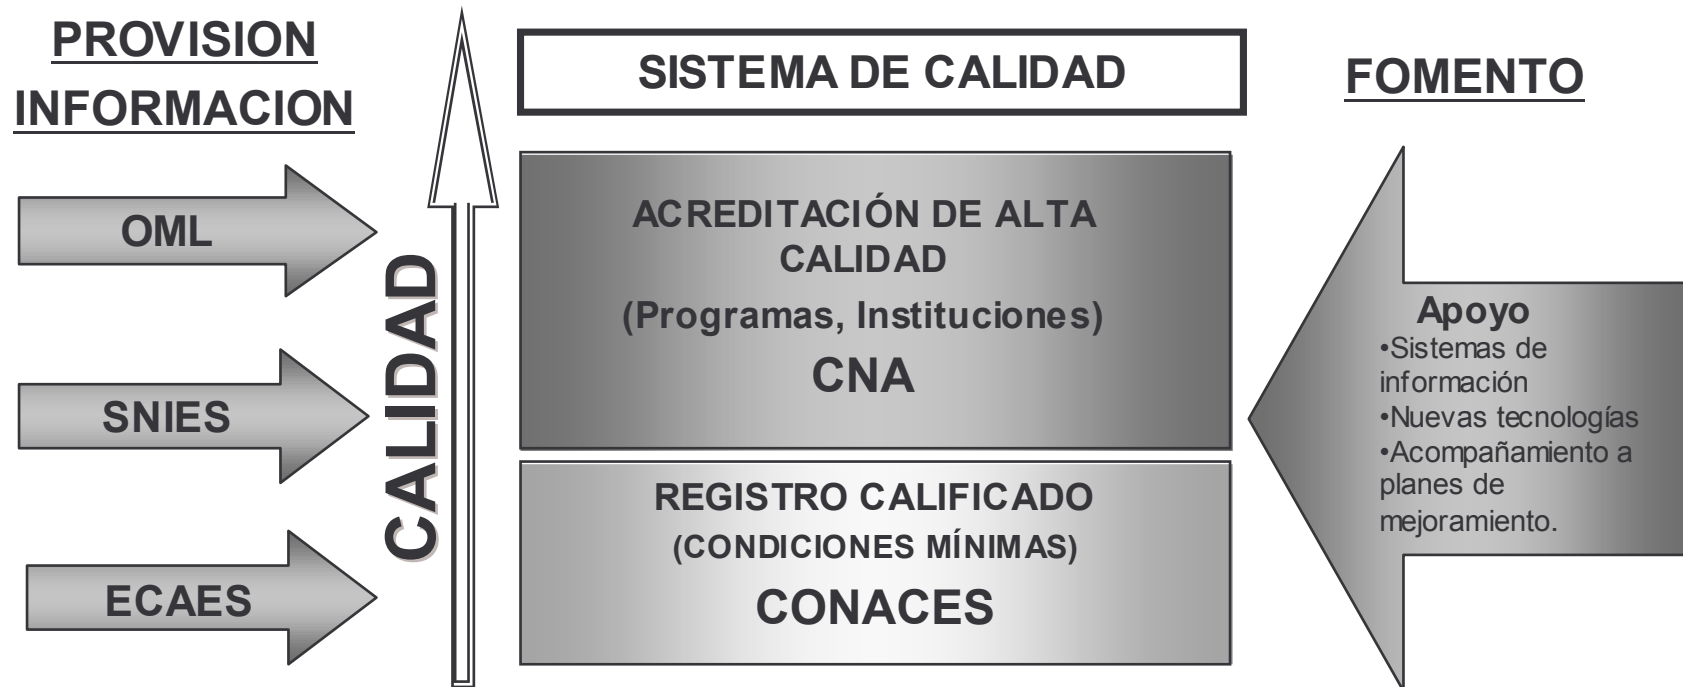 PROVISION
INFORMACION
OML
SNIES
ECAES
CALIDAD
SISTEMA DE CALIDAD
ACREDITACIÓN DE ALTA
CALIDAD
(Programas, Instituciones)
CNA
REGISTRO CALIFICADO
(CONDICIONES MÍNIMAS)
CONACES
FOMENTO
Apoyo
•Sistemas de
información
•Nuevas tecnologías
•Acompañamiento a
planes de
mejoramiento.